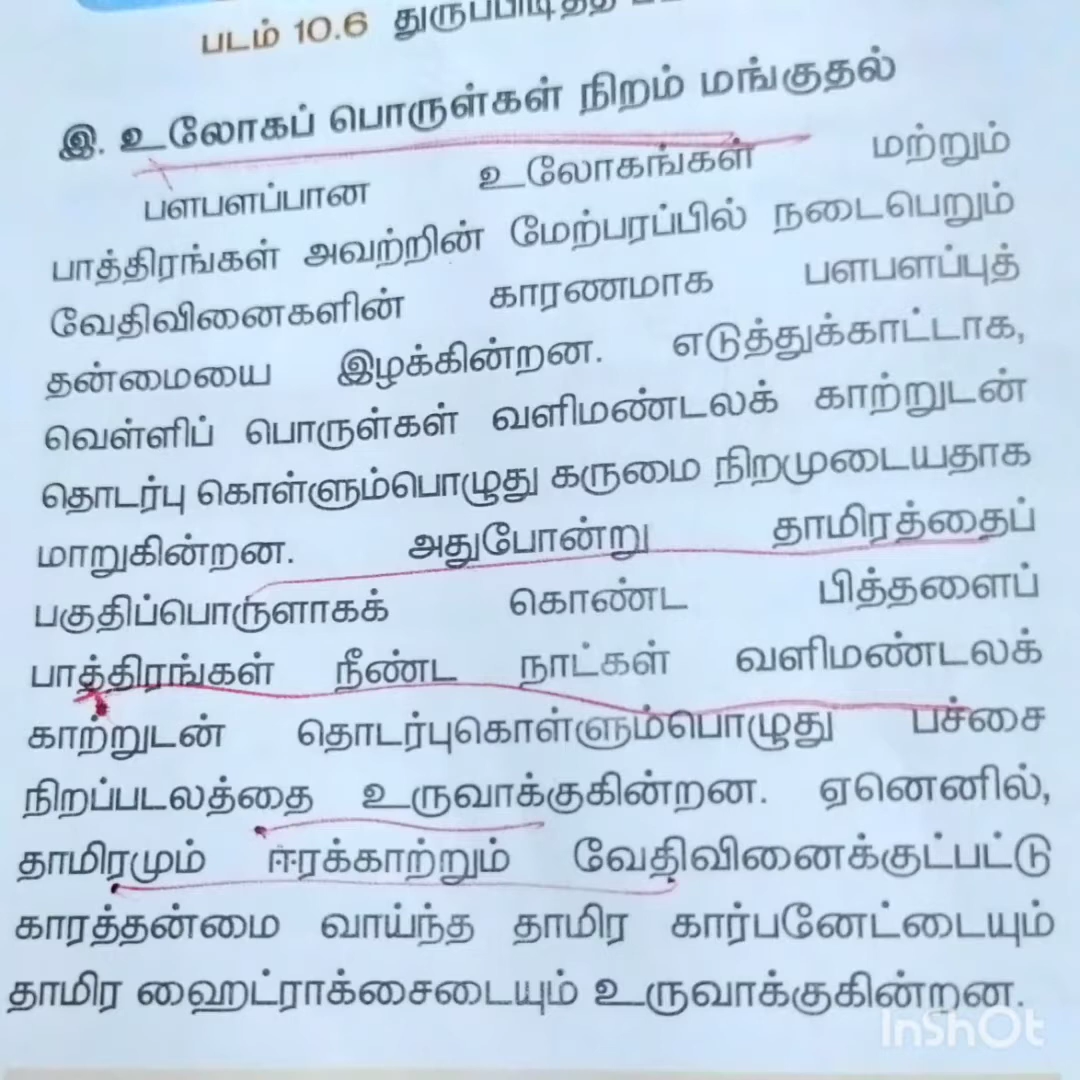 படம் 10.6 துருப்பிடித்த
இ. உலோகப் பொருள்கள் நிறம் மங்குதல்
பளபளப்பான உலோகங்கள் மற்றும்
பாத்திரங்கள் அவற்றின் மேற்பரப்பில் நடைபெறும்
வேதிவினைகளின் காரணமாக பளபளப்புத்
தன்மையை இழக்கின்றன. எடுத்துக்காட்டாக,
வெள்ளிப் பொருள்கள் வளிமண்டலக் காற்றுடன்
தொடர்பு கொள்ளும்பொழுது கருமை நிறமுடையதாக
மாறுகின்றன. அதுபோன்று தாமிரத்தைப்
பகுதிப்பொருளாகக் கொண்ட பித்தளைப்
பாத்திரங்கள் நீண்ட நாட்கள் வளிமண்டலக்
காற்றுடன் தொடர்புகொள்ளும்பொழுது பச்சை
நிறப்படலத்தை உருவாக்குகின்றன. ஏனெனில்,
தாமிரமும் ஈரக்காற்றும் வேதிவினைக்குட்பட்டு
காரத்தன்மை வாய்ந்த தாமிர கார்பனேட்டையும்
தாமிர ஹைட்ராக்சைடையும் உருவாக்குகின்றன.
InShOt